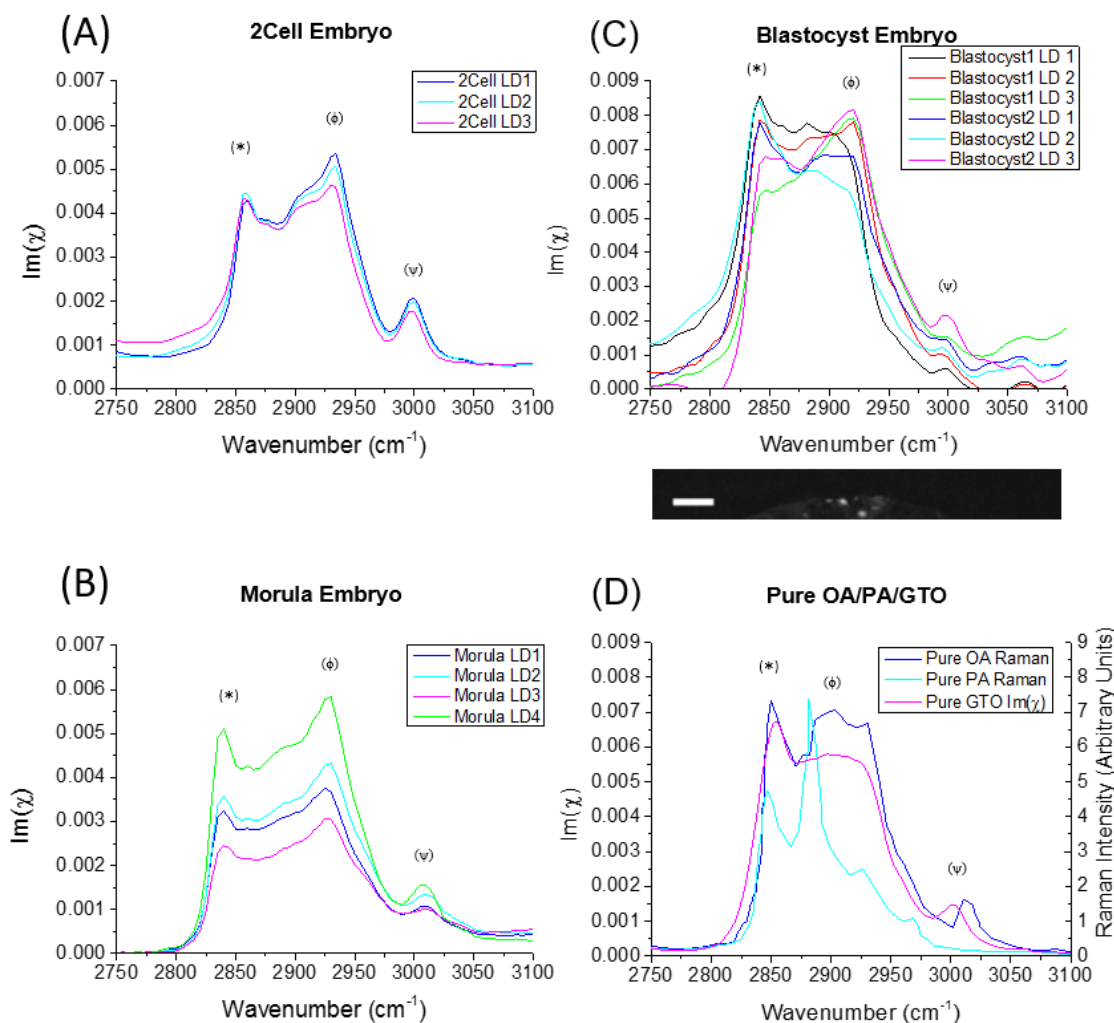 (A)
2Cell Embryo
2Cell LD1
2Cell LD2
2Cell LD3
(*)
(ϕ)
(ψ)
Im(χ)
0.007
0.006
0.005
0.004
0.003
0.002
0.001
0.000
2750 2800 2850 2900 2950 3000 3050 3100
Wavenumber (cm⁻¹)
(C)
Blastocyst Embryo
Blastocyst1 LD 1
Blastocyst1 LD 2
Blastocyst1 LD 3
Blastocyst2 LD 1
Blastocyst2 LD 2
Blastocyst2 LD 3
(*)
(ϕ)
(ψ)
Im(χ)
0.009
0.008
0.007
0.006
0.005
0.004
0.003
0.002
0.001
0.000
2750 2800 2850 2900 2950 3000 3050 3100
Wavenumber (cm⁻¹)
(B)
Morula Embryo
Morula LD1
Morula LD2
Morula LD3
Morula LD4
(*)
(ϕ)
(ψ)
Im(χ)
0.007
0.006
0.005
0.004
0.003
0.002
0.001
0.000
2750 2800 2850 2900 2950 3000 3050 3100
Wavenumber (cm⁻¹)
(D)
Pure OA/PA/GTO
Pure OA Raman
Pure PA Raman
Pure GTO Im(χ)
(*)
(ϕ)
(ψ)
Im(χ)
0.009
0.008
0.007
0.006
0.005
0.004
0.003
0.002
0.001
0.000
2750 2800 2850 2900 2950 3000 3050 3100
Wavenumber (cm⁻¹)
9
8
7
6
5
4
3
2
1
0
Raman Intensity (Arbitrary Units)